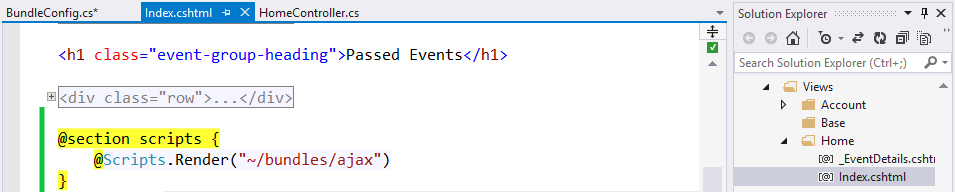 BundleConfig.cs*
Index.cshtml
HomeController.cs
<h1 class="event-group-heading">Passed Events</h1>
<div class="row">...</div>
@section scripts {
@Scripts.Render("~/bundles/ajax")
}
Solution Explorer
Search Solution Explorer (Ctrl+;)
Views
Account
Base
Home
_EventDetails.csht
Index.cshtml